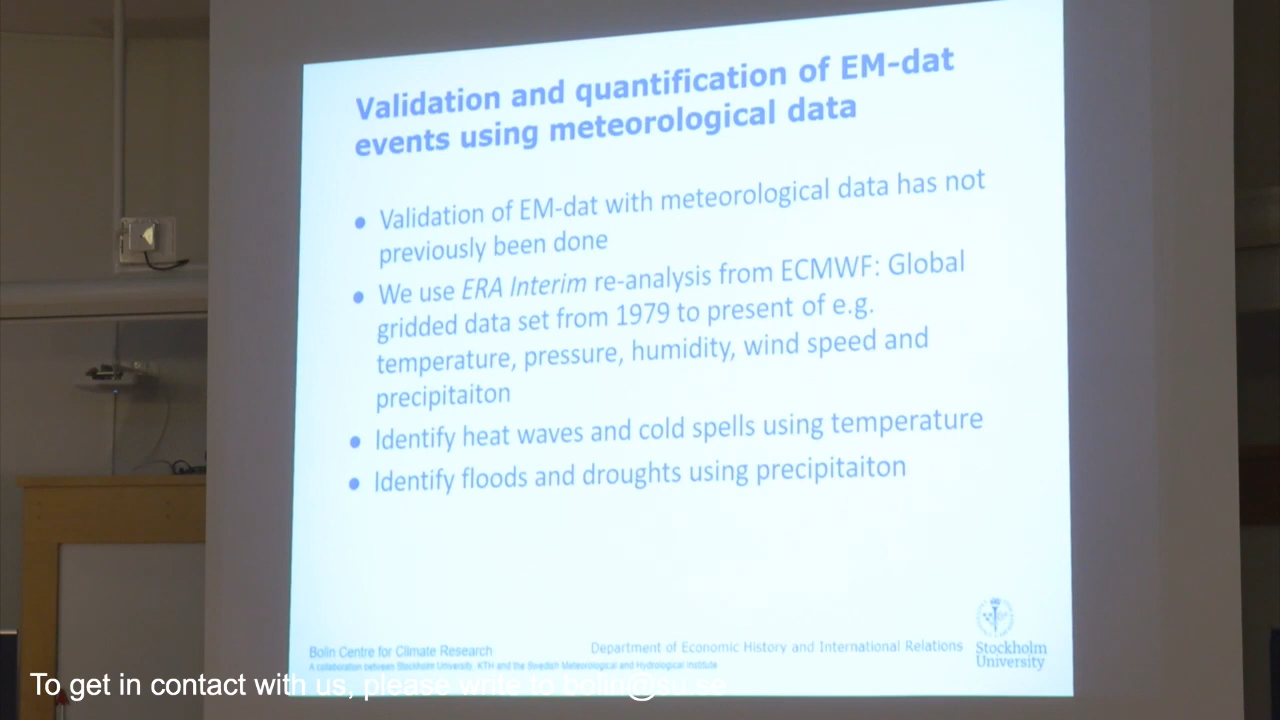 Validation and quantification of EM-dat
events using meteorological data
● Validation of EM-dat with meteorological data has not
previously been done
● We use ERA Interim re-analysis from ECMWF: Global
gridded data set from 1979 to present of e.g.
temperature, pressure, humidity, wind speed and
precipitaiton
● Identify heat waves and cold spells using temperature
● Identify floods and droughts using precipitaiton
Bolin Centre for Climate Research
A collaboration between Stockholm University, KTH and the Swedish Meteorological and Hydrological Institute
Department of Economic History and International Relations
Stockholm
University
To get in contact with us, please write to bolin@su.se